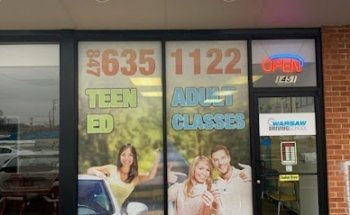 847 635 1122
TEEN ADULT
ED CLASSES
OPEN
1451
WARSAW
DRIVING SCHOOL